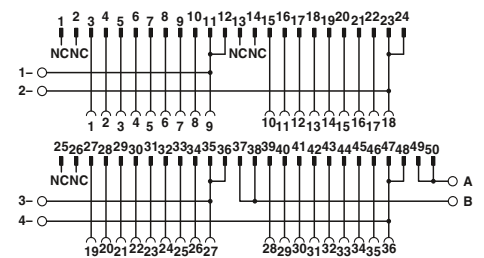 1 2 3 4 5 6 7 8 9 10 11 12 13 14 15 16 17 18 19 20 21 22 23 24
NC NC NC NC
1–
2–
1 2 3 4 5 6 7 8 9 10 11 12 13 14 15 16 17 18
25 26 27 28 29 30 31 32 33 34 35 36 37 38 39 40 41 42 43 44 45 46 47 48 49 50
NC NC
A
3– B
4–
19 20 21 22 23 24 25 26 27 28 29 30 31 32 33 34 35 36